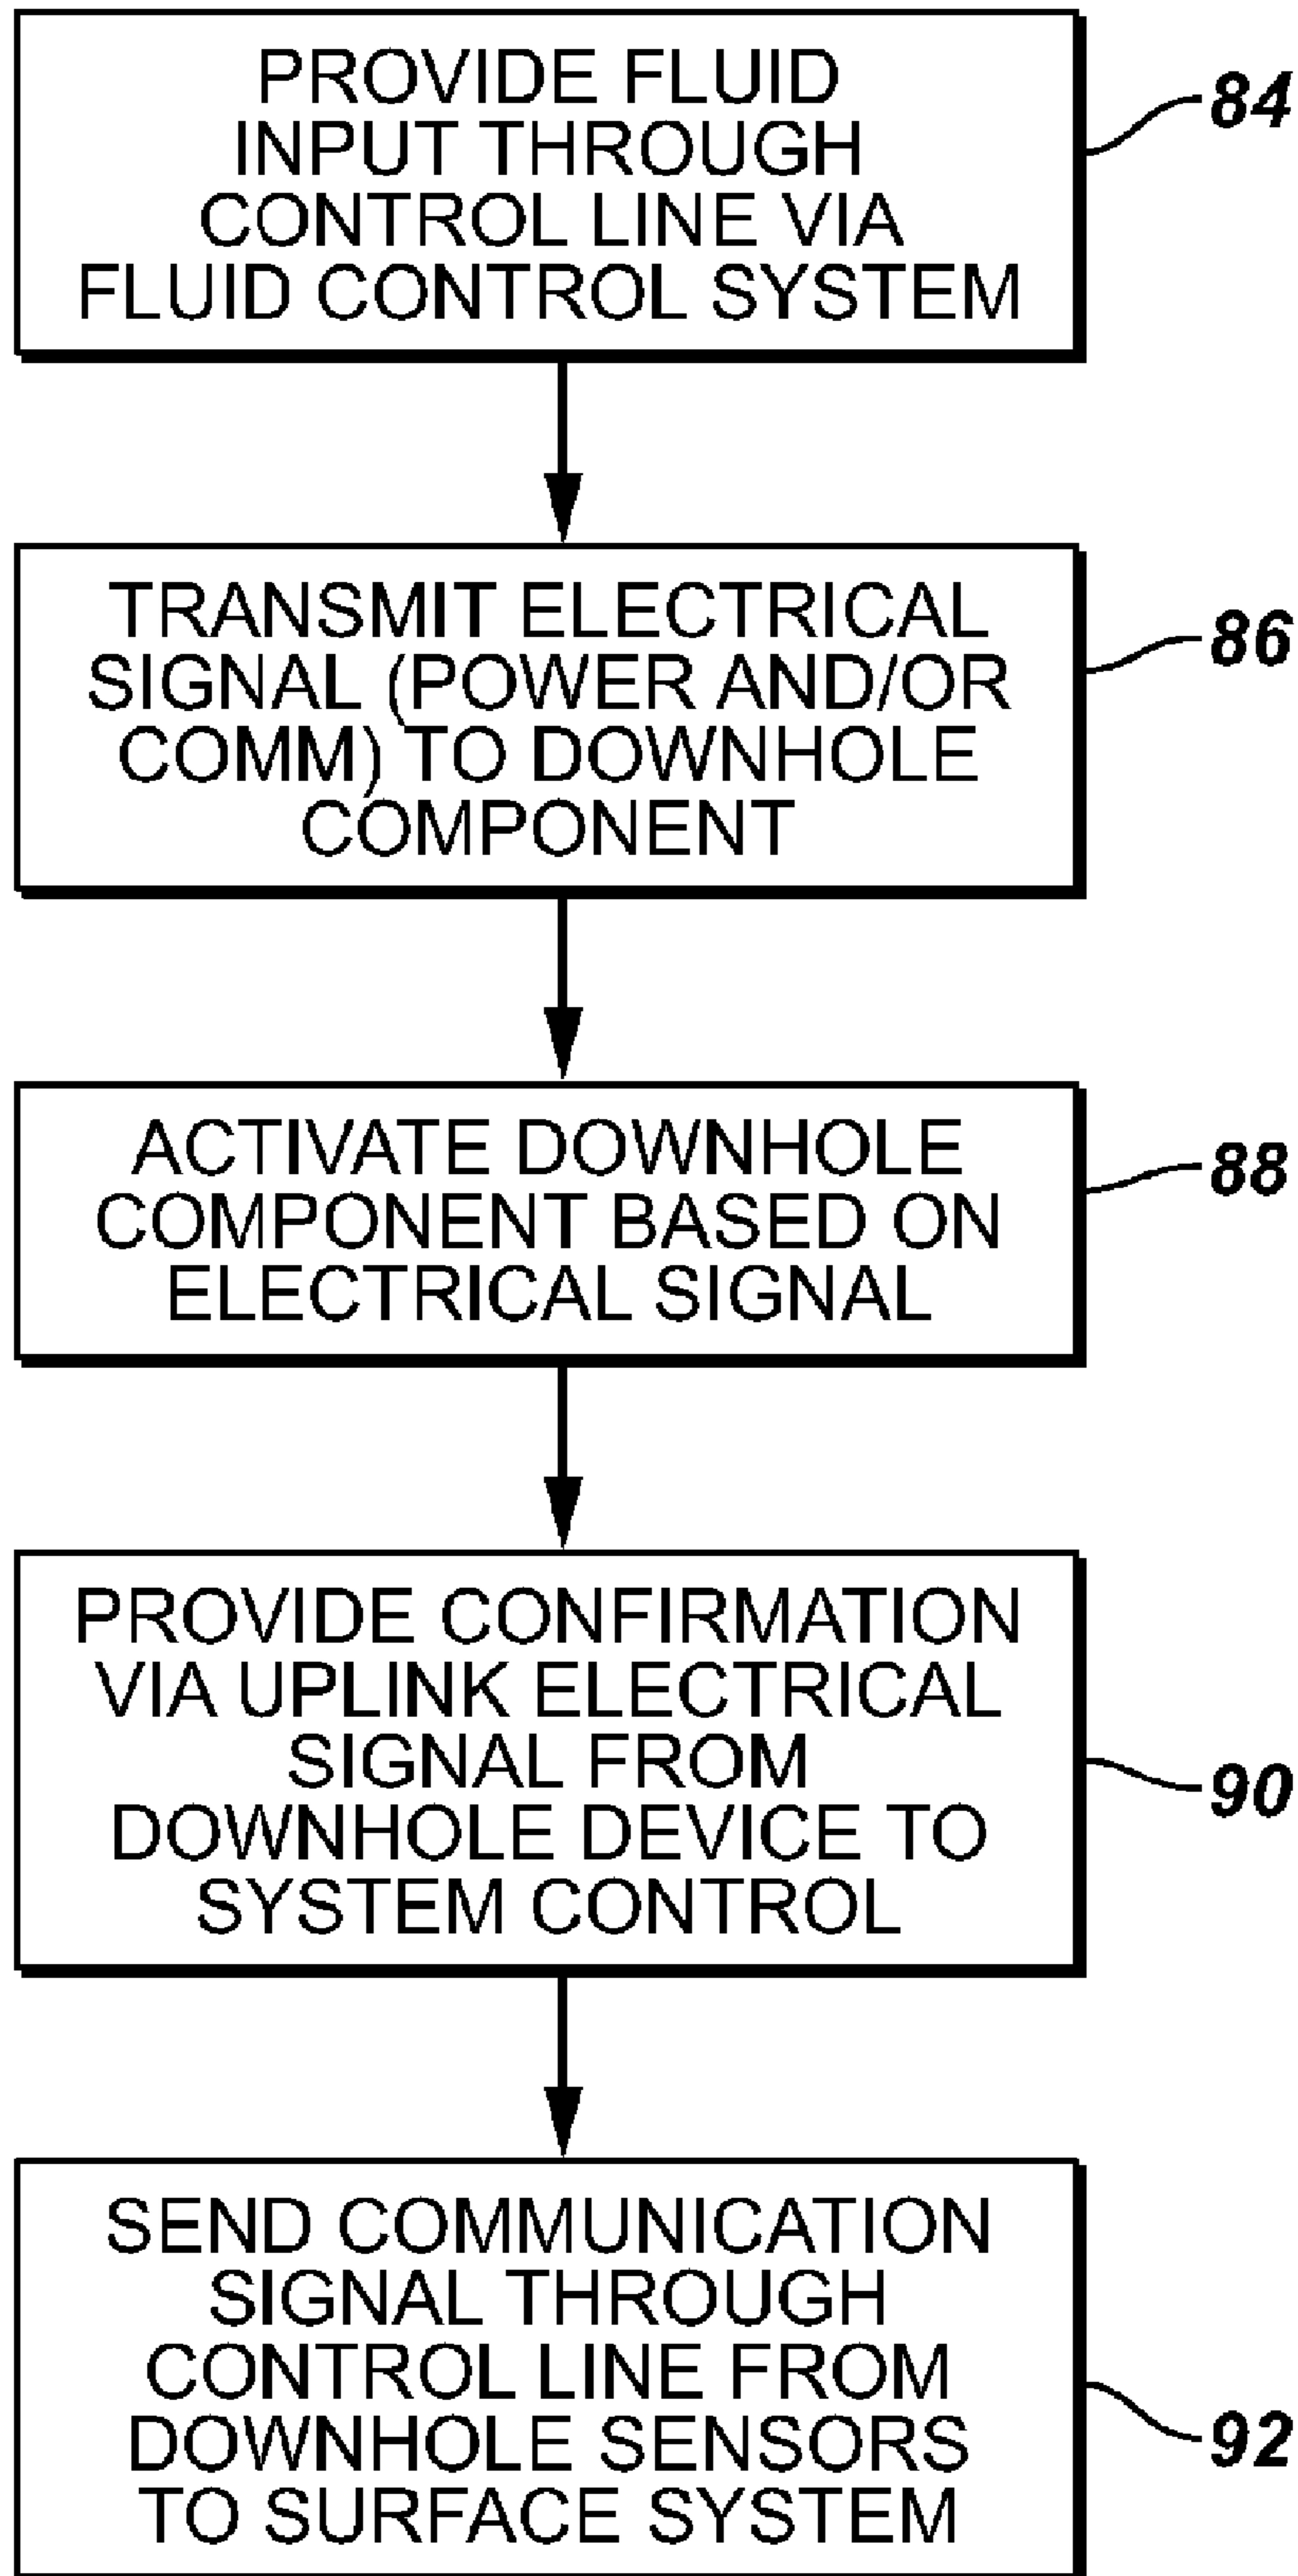 PROVIDE FLUID
INPUT THROUGH
CONTROL LINE VIA
FLUID CONTROL SYSTEM
84
TRANSMIT ELECTRICAL
SIGNAL (POWER AND/OR
COMM) TO DOWNHOLE
COMPONENT
86
ACTIVATE DOWNHOLE
COMPONENT BASED ON
ELECTRICAL SIGNAL
88
PROVIDE CONFIRMATION
VIA UPLINK ELECTRICAL
SIGNAL FROM
DOWNHOLE DEVICE TO
SYSTEM CONTROL
90
SEND COMMUNICATION
SIGNAL THROUGH
CONTROL LINE FROM
DOWNHOLE SENSORS
TO SURFACE SYSTEM
92